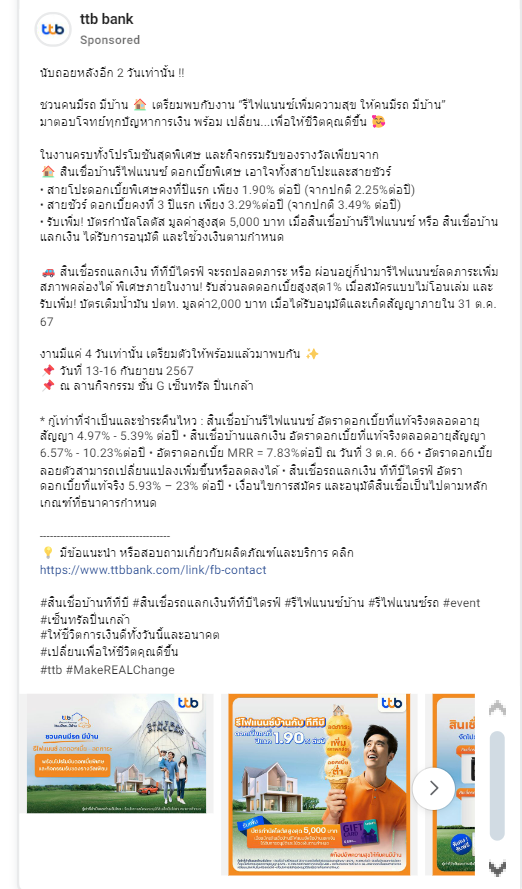 ttb bank
ttb
Sponsored
นับถอยหลังอีก 2 วันเท่านั้น !!
ชวนคนมีรถ มีบ้าน 🏠 เตรียมพบกับงาน “รีไฟแนนซ์เพิ่มความสุข ให้คนมีรถ มีบ้าน”
มาตอบโจทย์ทุกปัญหาการเงิน พร้อม เปลี่ยน...เพื่อให้ชีวิตคุณดีขึ้น 🥰
ในงานครบทั้งโปรโมชันสุดพิเศษ และกิจกรรมรับของรางวัลเพียบจาก
🏠 สินเชื่อบ้านรีไฟแนนซ์ ดอกเบี้ยพิเศษ เอาใจทั้งสายโปะและสายชัวร์
• สายโปะดอกเบี้ยพิเศษคงที่ปีแรก เพียง 1.90% ต่อปี (จากปกติ 2.25%ต่อปี)
• สายชัวร์ ดอกเบี้ยคงที่ 3 ปีแรก เพียง 3.29%ต่อปี (จากปกติ 3.49% ต่อปี)
• รับเพิ่ม! บัตรกำนัลโลตัส มูลค่าสูงสุด 5,000 บาท เมื่อสินเชื่อบ้านรีไฟแนนซ์ หรือ สินเชื่อบ้าน
แลกเงิน ได้รับการอนุมัติ และใช้วงเงินตามกำหนด
🚗 สินเชื่อรถแลกเงิน ทีทีบีไดรฟ์ จะรถปลอดภาระ หรือ ผ่อนอยู่ก็นำมารีไฟแนนซ์ลดภาระเพิ่ม
สภาพคล่องได้ พิเศษภายในงาน! รับส่วนลดดอกเบี้ยสูงสุด1% เมื่อสมัครแบบไม่โอนเล่ม และ
รับเพิ่ม! บัตรเติมน้ำมัน ปตท. มูลค่า2,000 บาท เมื่อได้รับอนุมัติและเกิดสัญญาภายใน 31 ต.ค.
67
งานมีแค่ 4 วันเท่านั้น เตรียมตัวให้พร้อมแล้วมาพบกัน ✨
📌 วันที่ 13-16 กันยายน 2567
📌 ณ ลานกิจกรรม ชั้น G เซ็นทรัล ปิ่นเกล้า
* กู้เท่าที่จำเป็นและชำระคืนไหว : สินเชื่อบ้านรีไฟแนนซ์ อัตราดอกเบี้ยที่แท้จริงตลอดอายุ
สัญญา 4.97% - 5.39% ต่อปี • สินเชื่อบ้านแลกเงิน อัตราดอกเบี้ยที่แท้จริงตลอดอายุสัญญา
6.57% - 10.23%ต่อปี • อัตราดอกเบี้ย MRR = 7.83%ต่อปี ณ วันที่ 3 ต.ค. 66 • อัตราดอกเบี้ย
ลอยตัวสามารถเปลี่ยนแปลงเพิ่มขึ้นหรือลดลงได้ • สินเชื่อรถแลกเงิน ทีทีบีไดรฟ์ อัตรา
ดอกเบี้ยที่แท้จริง 5.93% – 23% ต่อปี • เงื่อนไขการสมัคร และอนุมัติสินเชื่อเป็นไปตามหลัก
เกณฑ์ที่ธนาคารกำหนด
--------------------------------------
💡 มีข้อแนะนำ หรือสอบถามเกี่ยวกับผลิตภัณฑ์และบริการ คลิก
https://www.ttbbank.com/link/fb-contact
#สินเชื่อบ้านทีทีบี #สินเชื่อรถแลกเงินทีทีบีไดรฟ์ #รีไฟแนนซ์บ้าน #รีไฟแนนซ์รถ #event
#เซ็นทรัลปิ่นเกล้า
#ให้ชีวิตการเงินดีทั้งวันนี้และอนาคต
#เปลี่ยนเพื่อให้ชีวิตคุณดีขึ้น
#ttb #MakeREALChange
ttb
ttb
ชวนคนมีรถ มีบ้าน
CENTRAL
PINKLAO
ttb
รีไฟแนนซ์บ้านกับ ทีทีบี
1.90%
ลดภาระ
เพิ่ม
ดอกเบี้ย
ต่ำ
รับเพิ่ม
บัตรกำนัลโลตัสสูงสุด 5,000 บาท
GIFT
CARD
สินเ